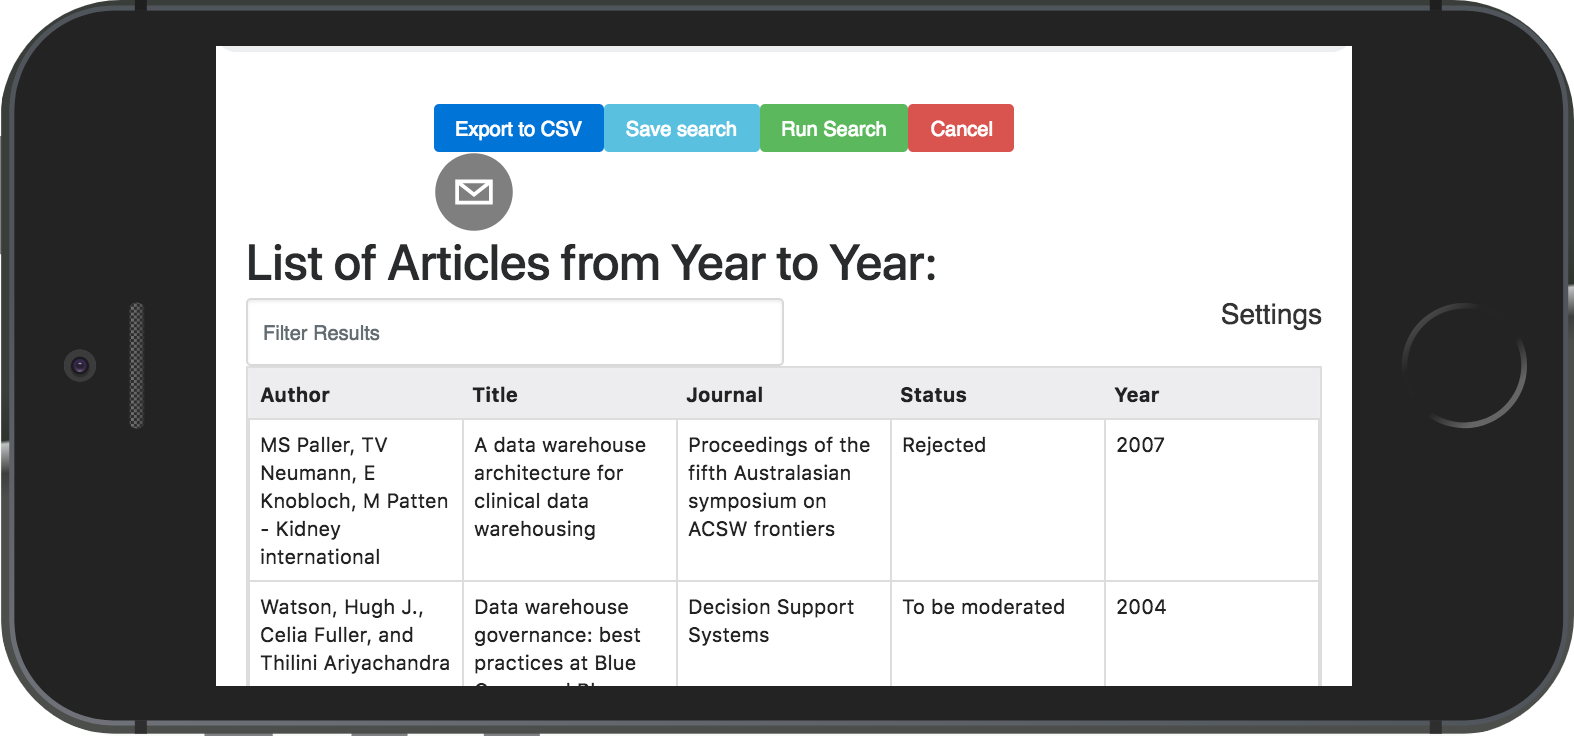 Export to CSV Save search Run Search Cancel
List of Articles from Year to Year:
Filter Results
Settings
Author Title Journal Status Year
MS Paller, TV
Neumann, E
Knobloch, M Patten
- Kidney
international
A data warehouse
architecture for
clinical data
warehousing
Proceedings of the
fifth Australasian
symposium on
ACSW frontiers
Rejected
2007
Watson, Hugh J.,
Celia Fuller, and
Thilini Ariyachandra
Data warehouse
governance: best
practices at Blue
Decision Support
Systems
To be moderated
2004